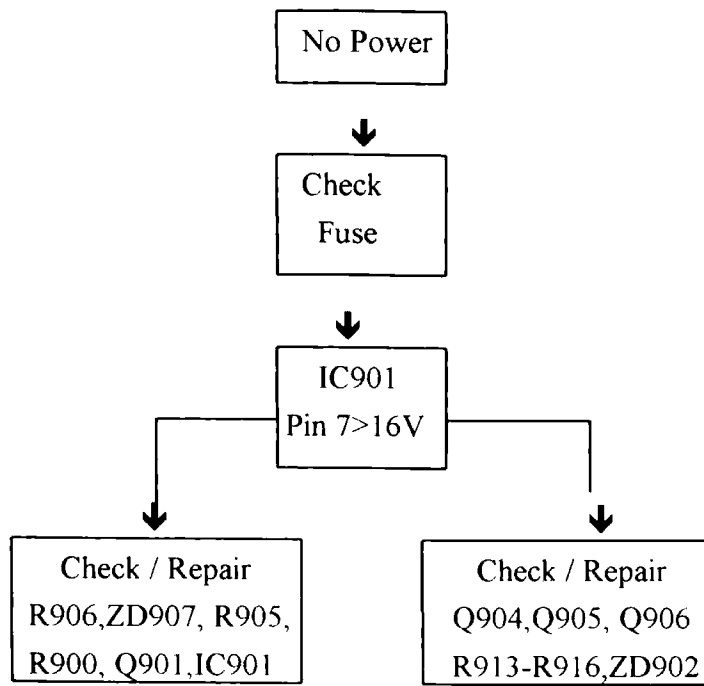 No Power
Check
Fuse
IC901
Pin 7>16V
Check / Repair
R906,ZD907, R905,
R900, Q901,IC901
Check / Repair
Q904,Q905, Q906
R913-R916,ZD902